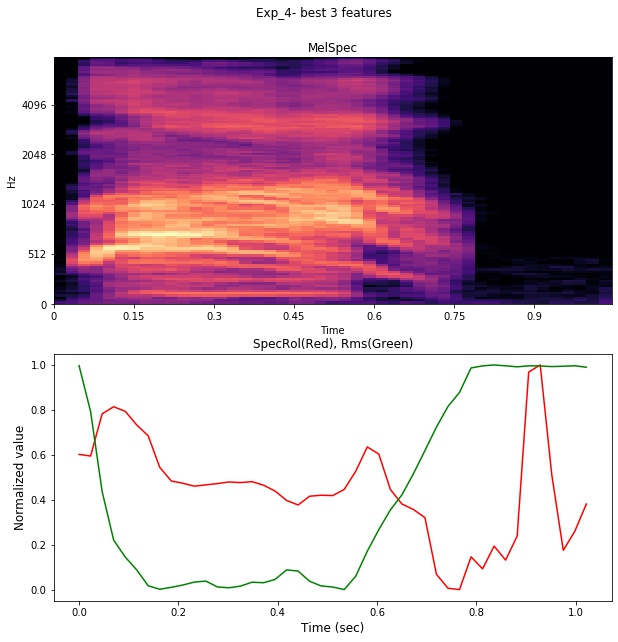 Exp_4- best 3 features
MelSpec
Hz
4096
2048
1024
512
0
0 0.15 0.3 0.45 0.6 0.75 0.9
Time
SpecRol(Red), Rms(Green)
Normalized value
1.0
0.8
0.6
0.4
0.2
0.0
0.0 0.2 0.4 0.6 0.8 1.0
Time (sec)